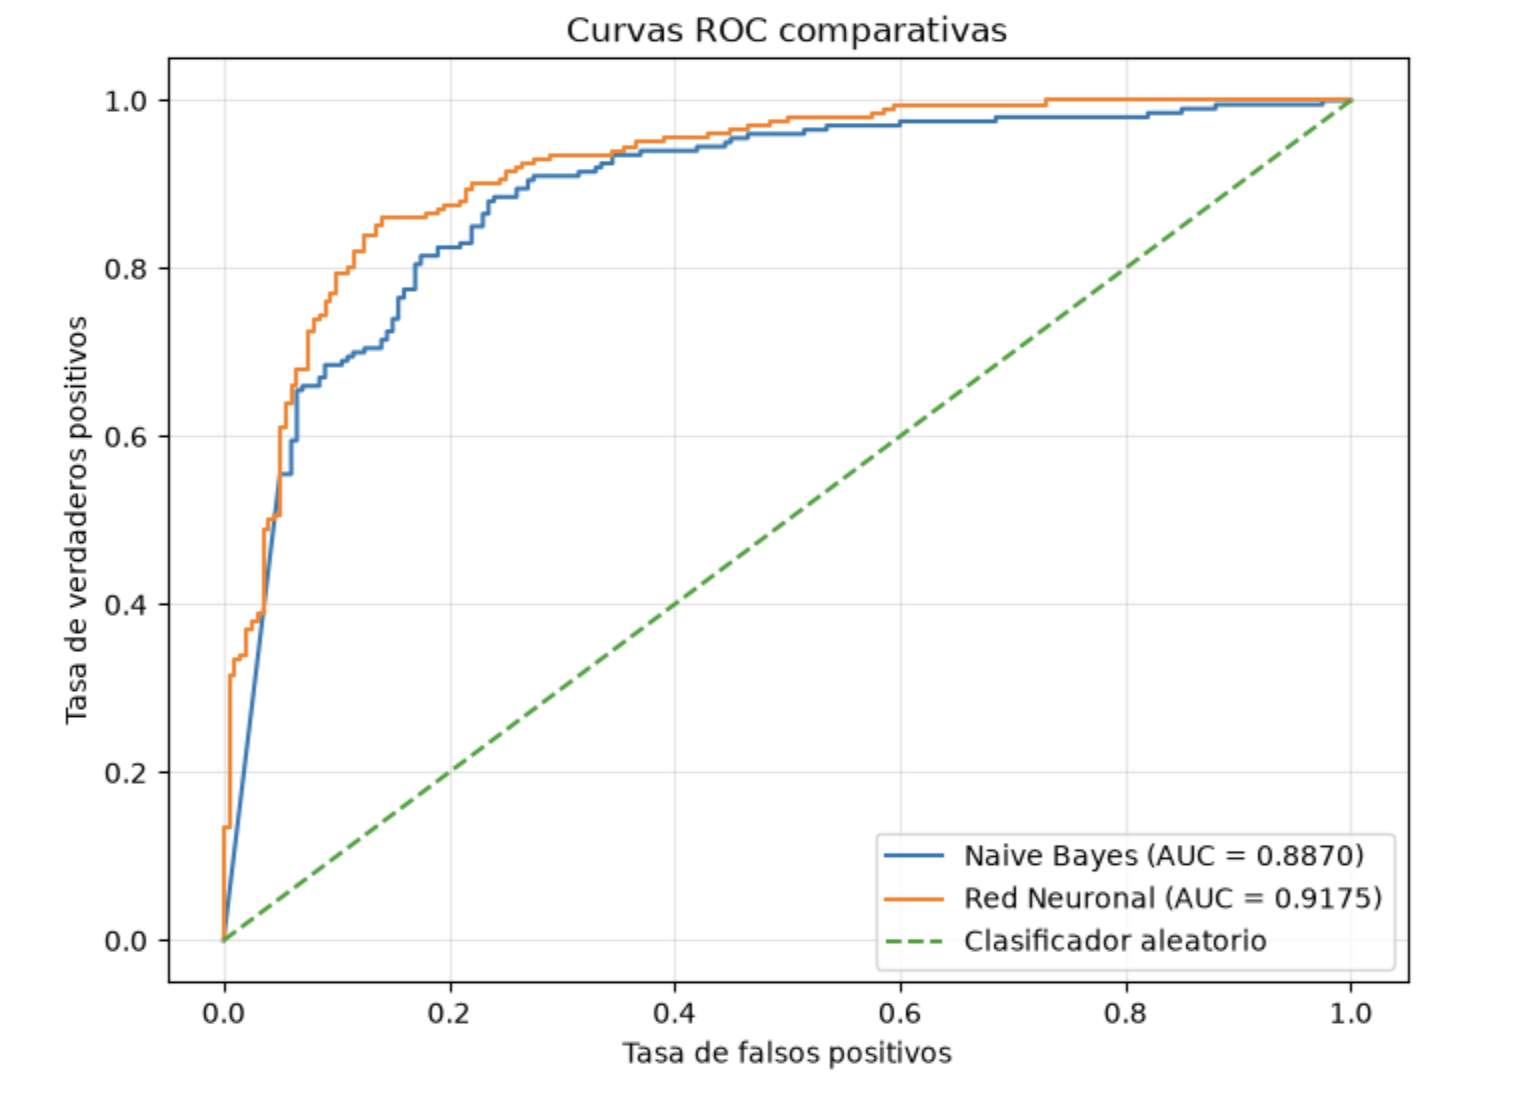 Curvas ROC comparativas
Tasa de verdaderos positivos
1.0
0.8
0.6
0.4
0.2
0.0
Naive Bayes (AUC = 0.8870)
Red Neuronal (AUC = 0.9175)
Clasificador aleatorio
0.0 0.2 0.4 0.6 0.8 1.0
Tasa de falsos positivos